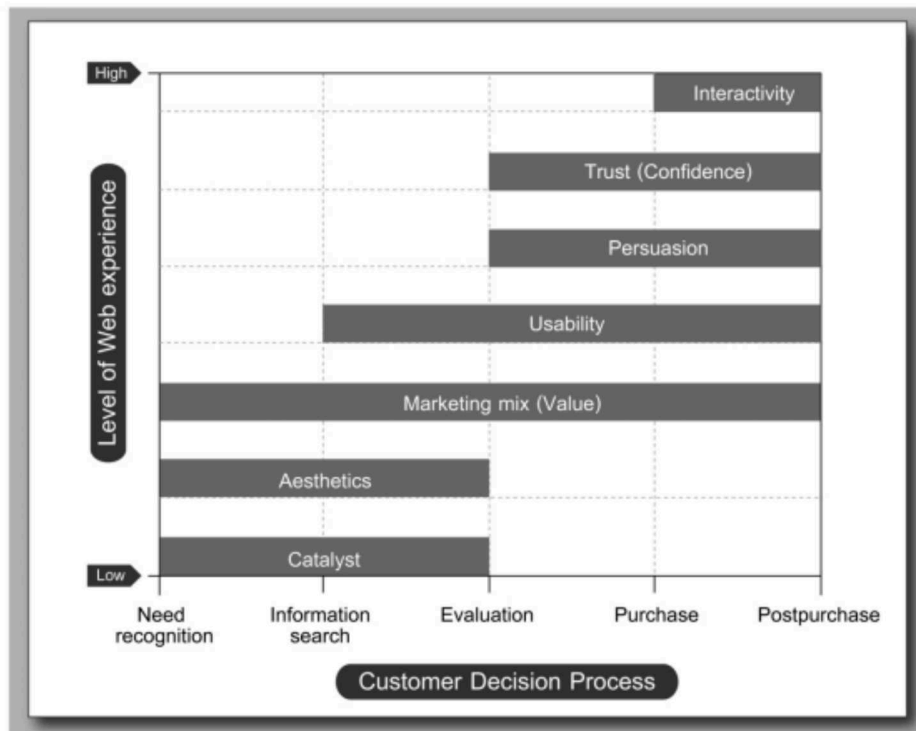 High
Interactivity
Trust (Confidence)
Persuasion
Level of Web experience
Usability
Marketing mix (Value)
Aesthetics
Catalyst
Low
Need
recognition
Information
search
Evaluation
Purchase
Postpurchase
Customer Decision Process